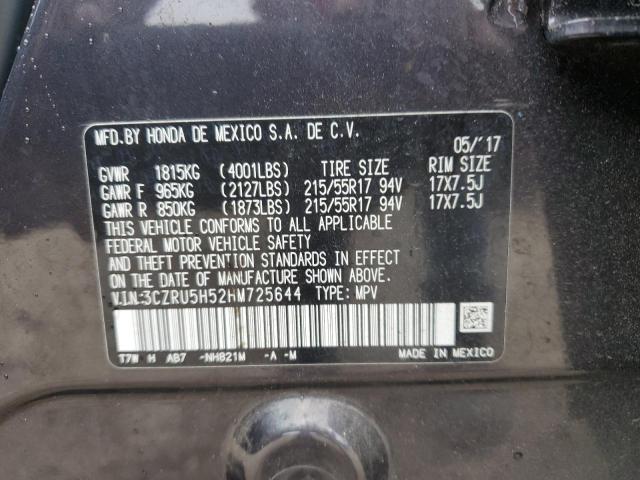 MFD.BY HONDA DE MEXICO S.A. DE C.V.
05/'17
GVWR 1815KG (4001LBS) TIRE SIZE RIM SIZE
GAWR F 965KG (2127LBS) 215/55R17 94V 17X7.5J
GAWR R 850KG (1873LBS) 215/55R17 94V 17X7.5J
THIS VEHICLE CONFORMS TO ALL APPLICABLE
FEDERAL MOTOR VEHICLE SAFETY
AND THEFT PREVENTION STANDARDS IN EFFECT
ON THE DATE OF MANUFACTURE SHOWN ABOVE.
V.I.N:3CZRU5H52HM725644 TYPE: MPV
T7W H AB7 -NH821M -A -M MADE IN MEXICO